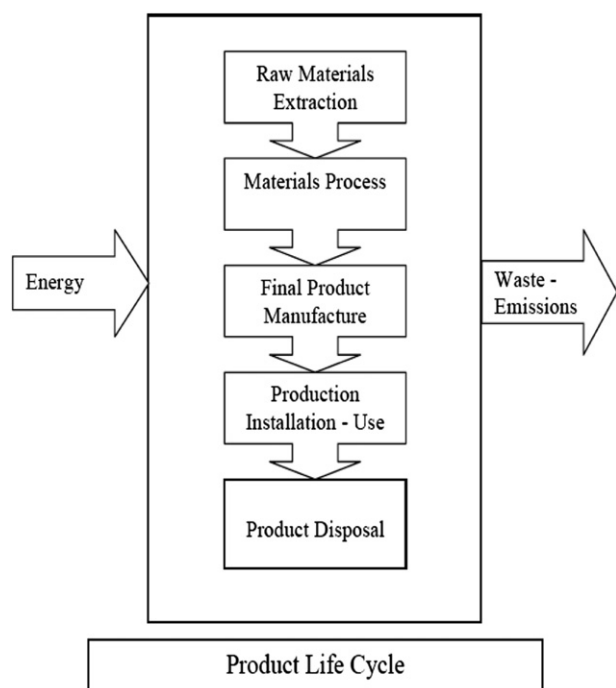 Raw Materials
Extraction
Materials Process
Energy
Final Product
Manufacture
Waste -
Emissions
Production
Installation - Use
Product Disposal
Product Life Cycle